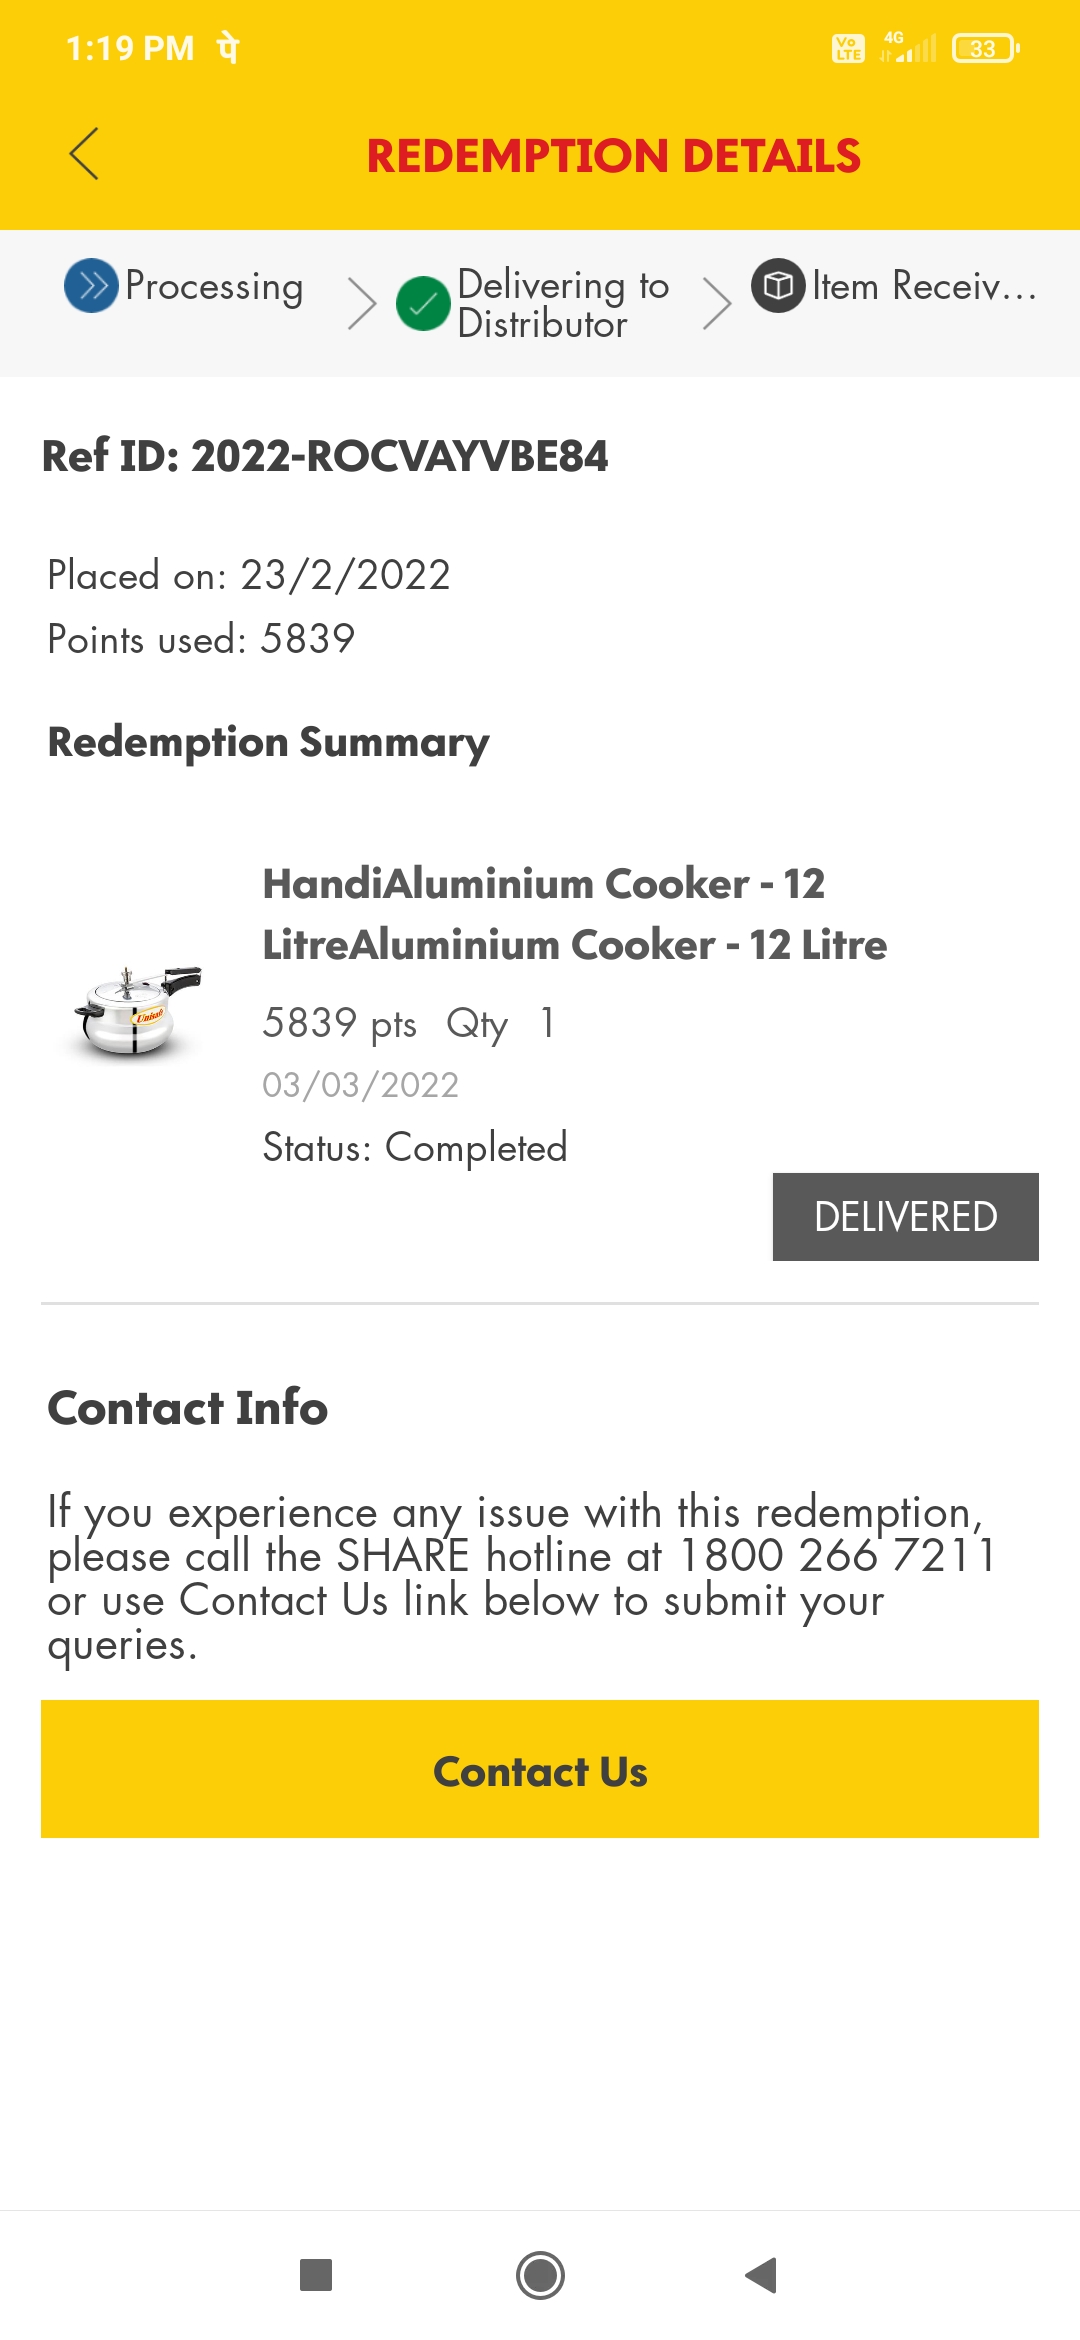 1:19 PM पे
Vo LTE 4G 33
REDEMPTION DETAILS
Processing
Delivering to
Distributor
Item Receiv...
Ref ID: 2022-ROCVAYVBE84
Placed on: 23/2/2022
Points used: 5839
Redemption Summary
HandiAluminium Cooker - 12
LitreAluminium Cooker - 12 Litre
Unisafe
5839 pts Qty 1
03/03/2022
Status: Completed
DELIVERED
Contact Info
If you experience any issue with this redemption,
please call the SHARE hotline at 1800 266 7211
or use Contact Us link below to submit your
queries.
Contact Us